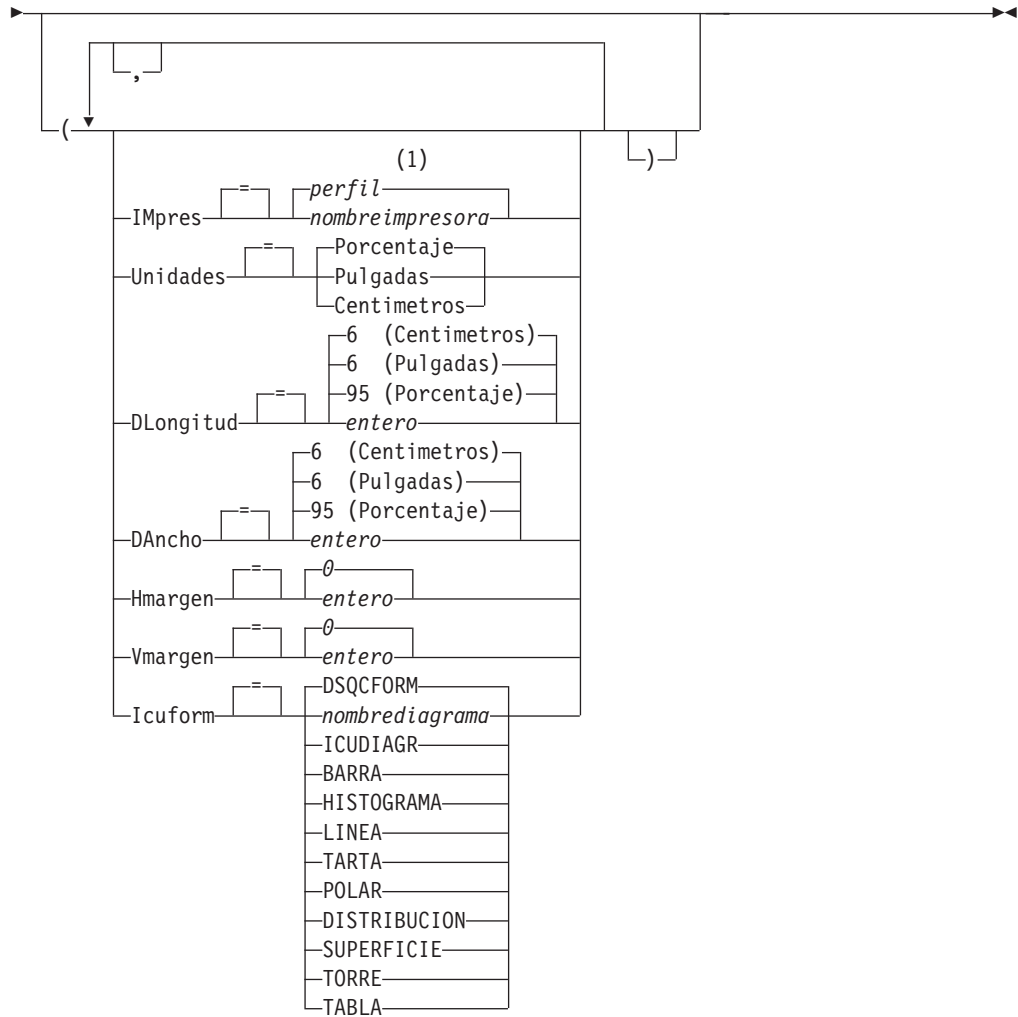 ,
( )
(1)
IMpres = perfil
nombreimpresora
Unidades = Porcentaje
Pulgadas
Centimetros
6 (Centimetros)
6 (Pulgadas)
95 (Porcentaje)
DLongitud = entero
6 (Centimetros)
6 (Pulgadas)
95 (Porcentaje)
DAncho = entero
Hmargen = 0
entero
Vmargen = 0
entero
Icuform = DSQCFORM
nombrediagrama
ICUDIAGR
BARRA
HISTOGRAMA
LINEA
TARTA
POLAR
DISTRIBUCION
SUPERFICIE
TORRE
TABLA